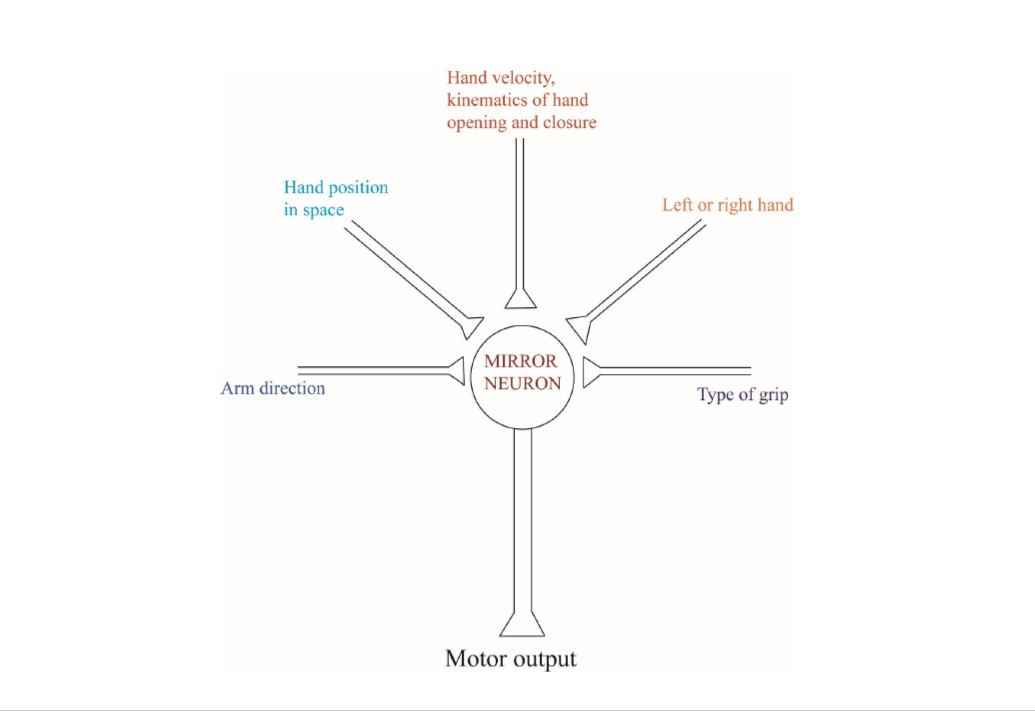 Hand velocity,
kinematics of hand
opening and closure
Hand position
in space
Left or right hand
MIRROR
NEURON
Arm direction
Type of grip
Motor output